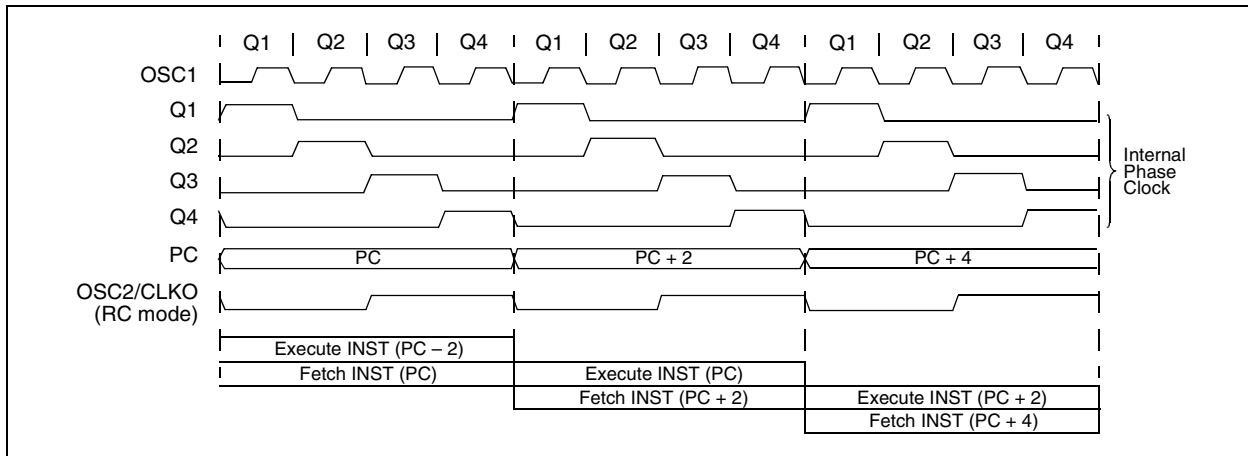 Q1 Q2 Q3 Q4 Q1 Q2 Q3 Q4 Q1 Q2 Q3 Q4
OSC1
Q1
Q2
Q3
Q4
Internal
Phase
Clock
PC PC PC + 2 PC + 4
OSC2/CLKO
(RC mode)
Execute INST (PC – 2)
Fetch INST (PC) Execute INST (PC)
Fetch INST (PC + 2) Execute INST (PC + 2)
Fetch INST (PC + 4)